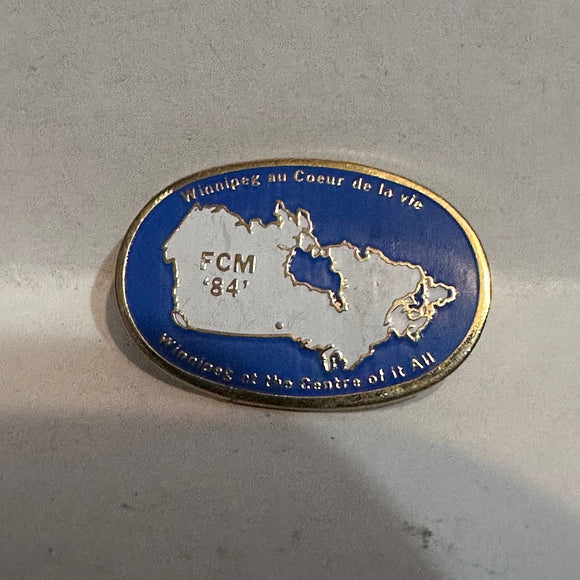 Winnipeg au Coeur de la vie
FCM
'84'
Winnipeg at the Centre of it All